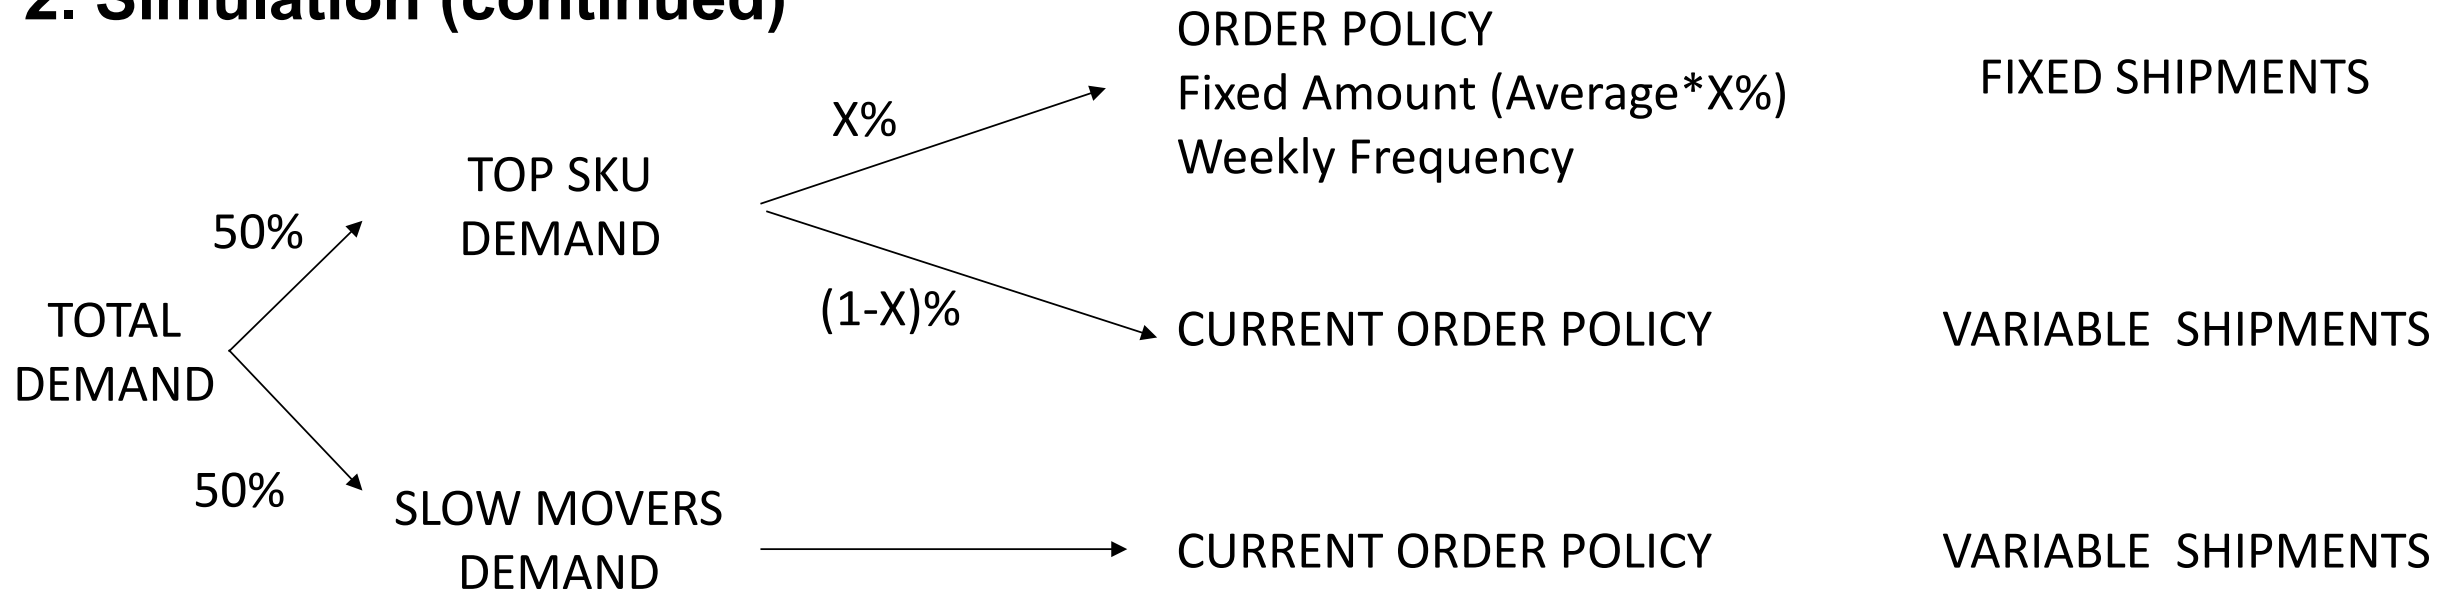 2. Simulation (continued)
ORDER POLICY
Fixed Amount (Average*X%)
Weekly Frequency
FIXED SHIPMENTS
X%
TOP SKU
DEMAND
50%
(1-X)%
TOTAL
DEMAND
CURRENT ORDER POLICY
VARIABLE SHIPMENTS
50%
SLOW MOVERS
DEMAND
CURRENT ORDER POLICY
VARIABLE SHIPMENTS